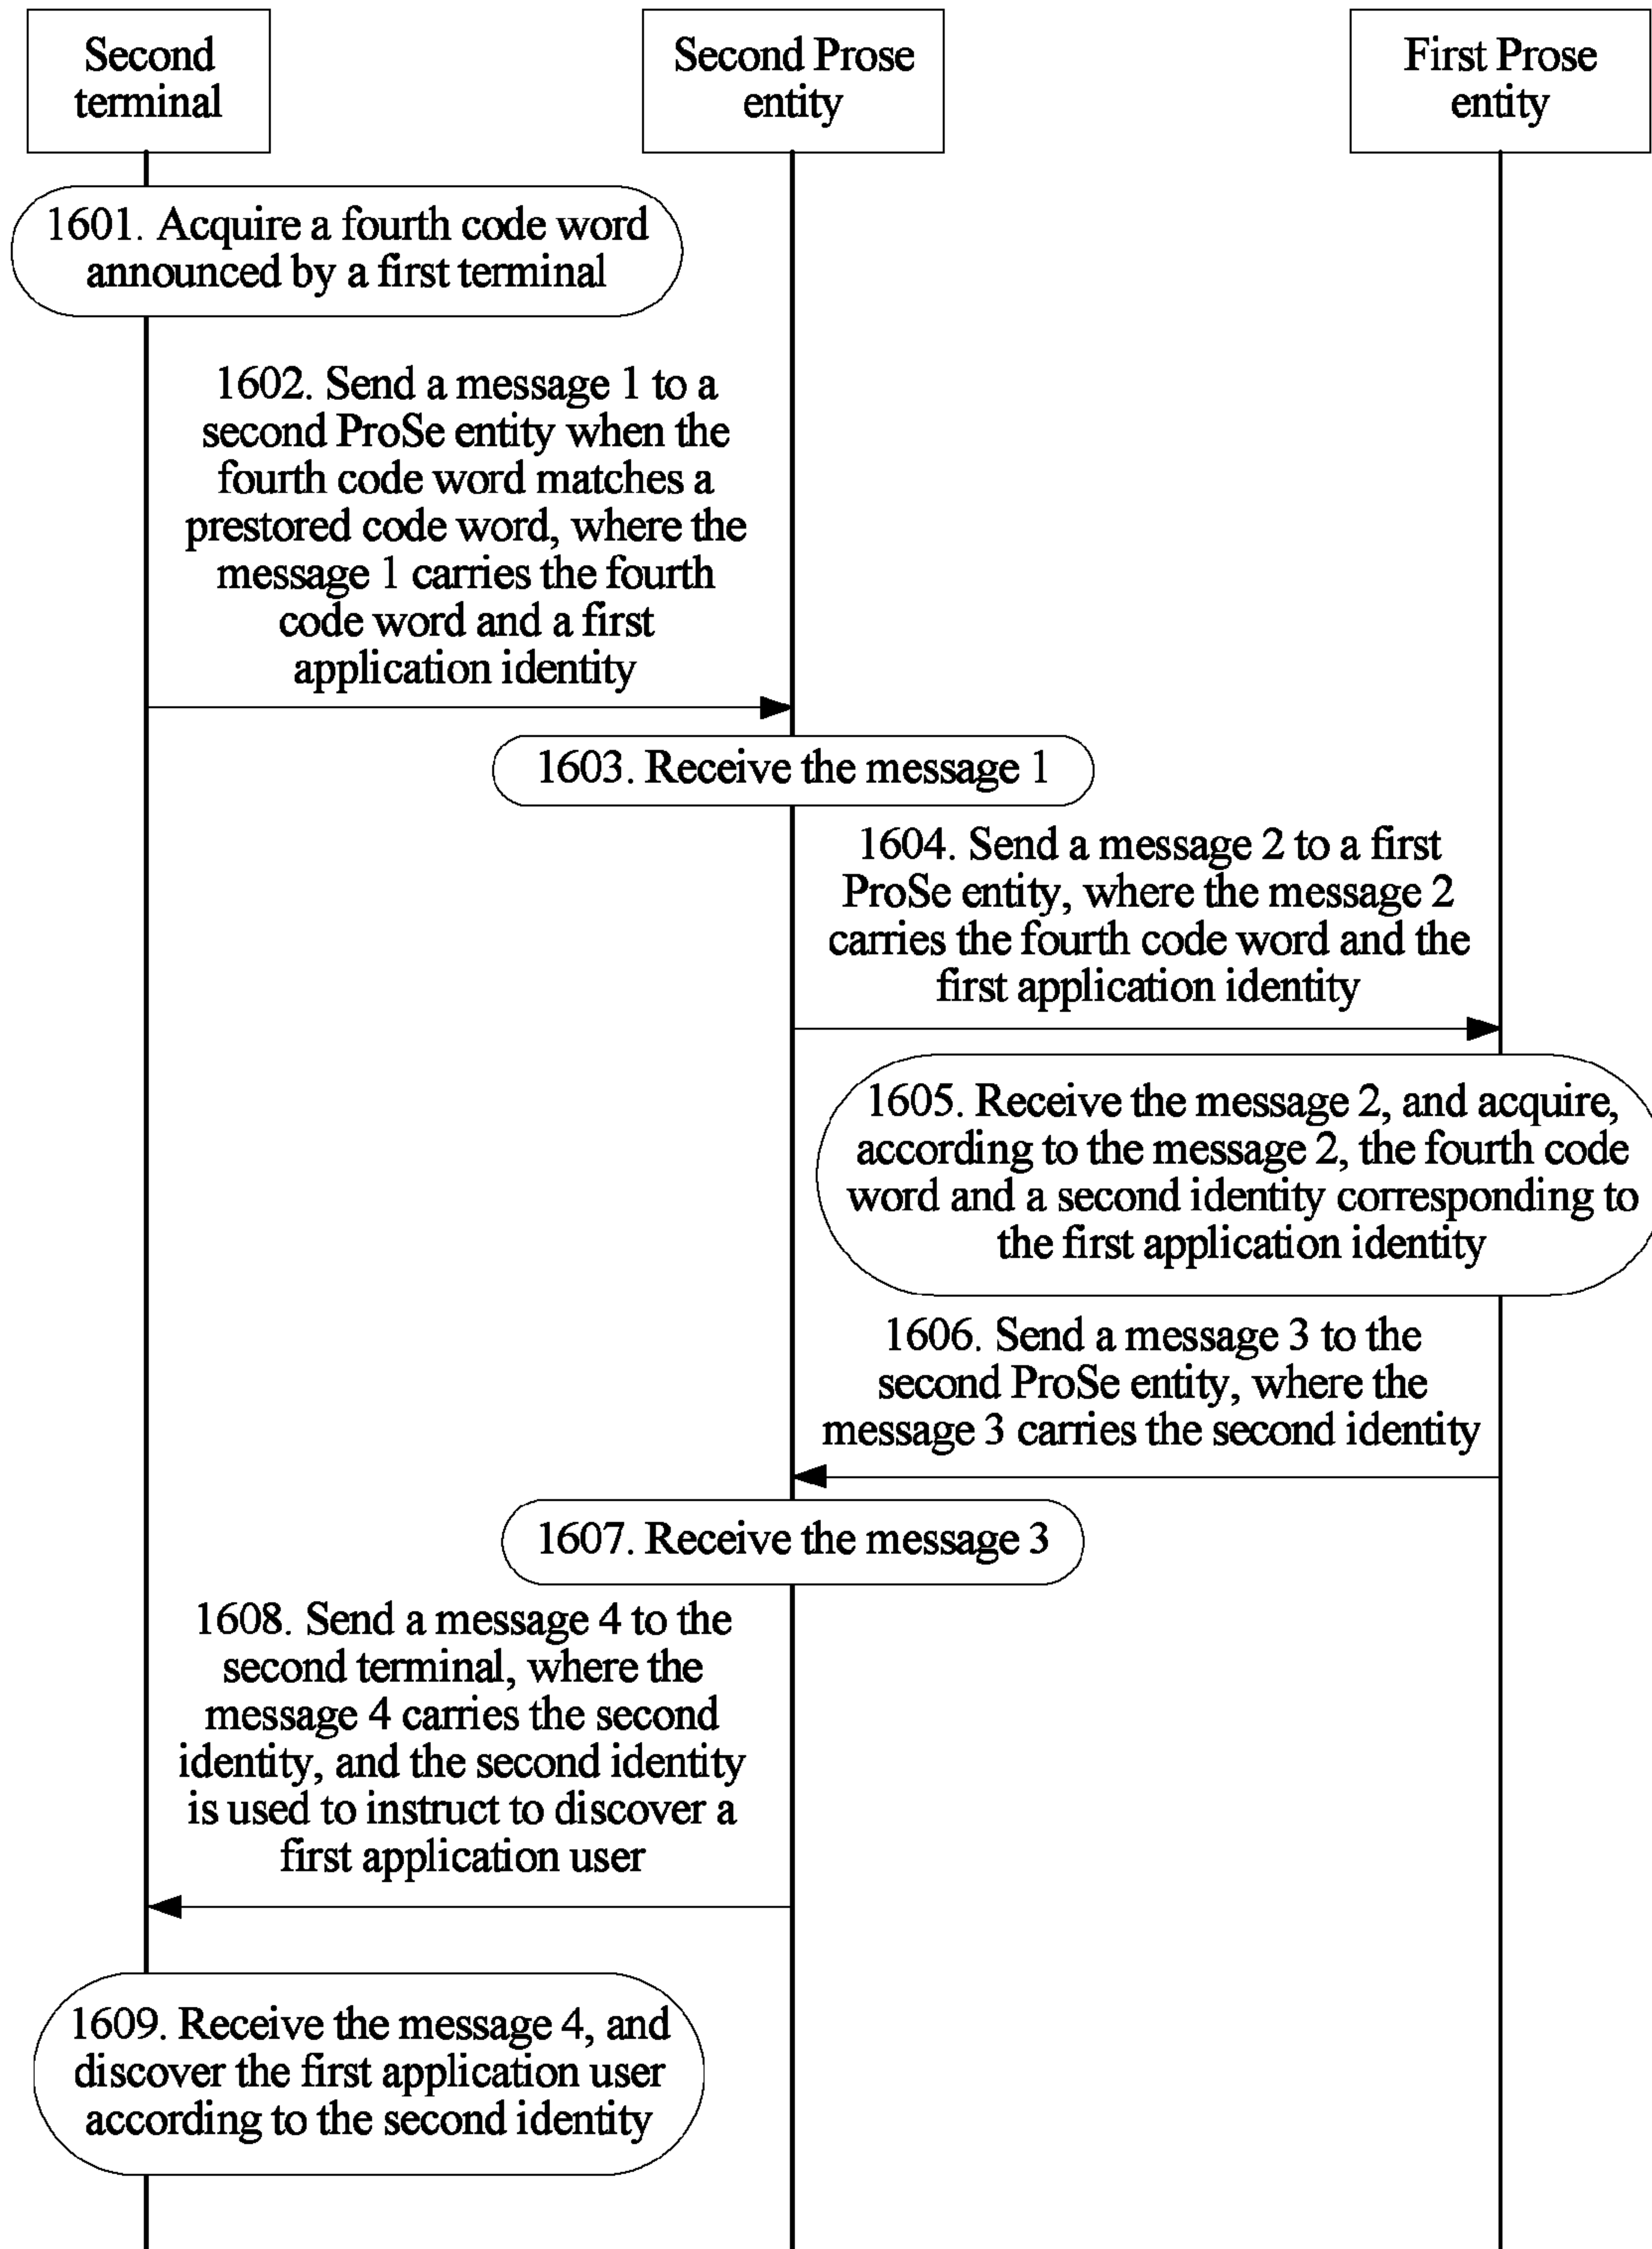 Second
terminal
Second Prose
entity
First Prose
entity
1601. Acquire a fourth code word
announced by a first terminal
1602. Send a message 1 to a
second ProSe entity when the
fourth code word matches a
prestored code word, where the
message 1 carries the fourth
code word and a first
application identity
1603. Receive the message 1
1604. Send a message 2 to a first
ProSe entity, where the message 2
carries the fourth code word and the
first application identity
1605. Receive the message 2, and acquire,
according to the message 2, the fourth code
word and a second identity corresponding to
the first application identity
1606. Send a message 3 to the
second ProSe entity, where the
message 3 carries the second identity
1607. Receive the message 3
1608. Send a message 4 to the
second terminal, where the
message 4 carries the second
identity, and the second identity
is used to instruct to discover a
first application user
1609. Receive the message 4, and
discover the first application user
according to the second identity